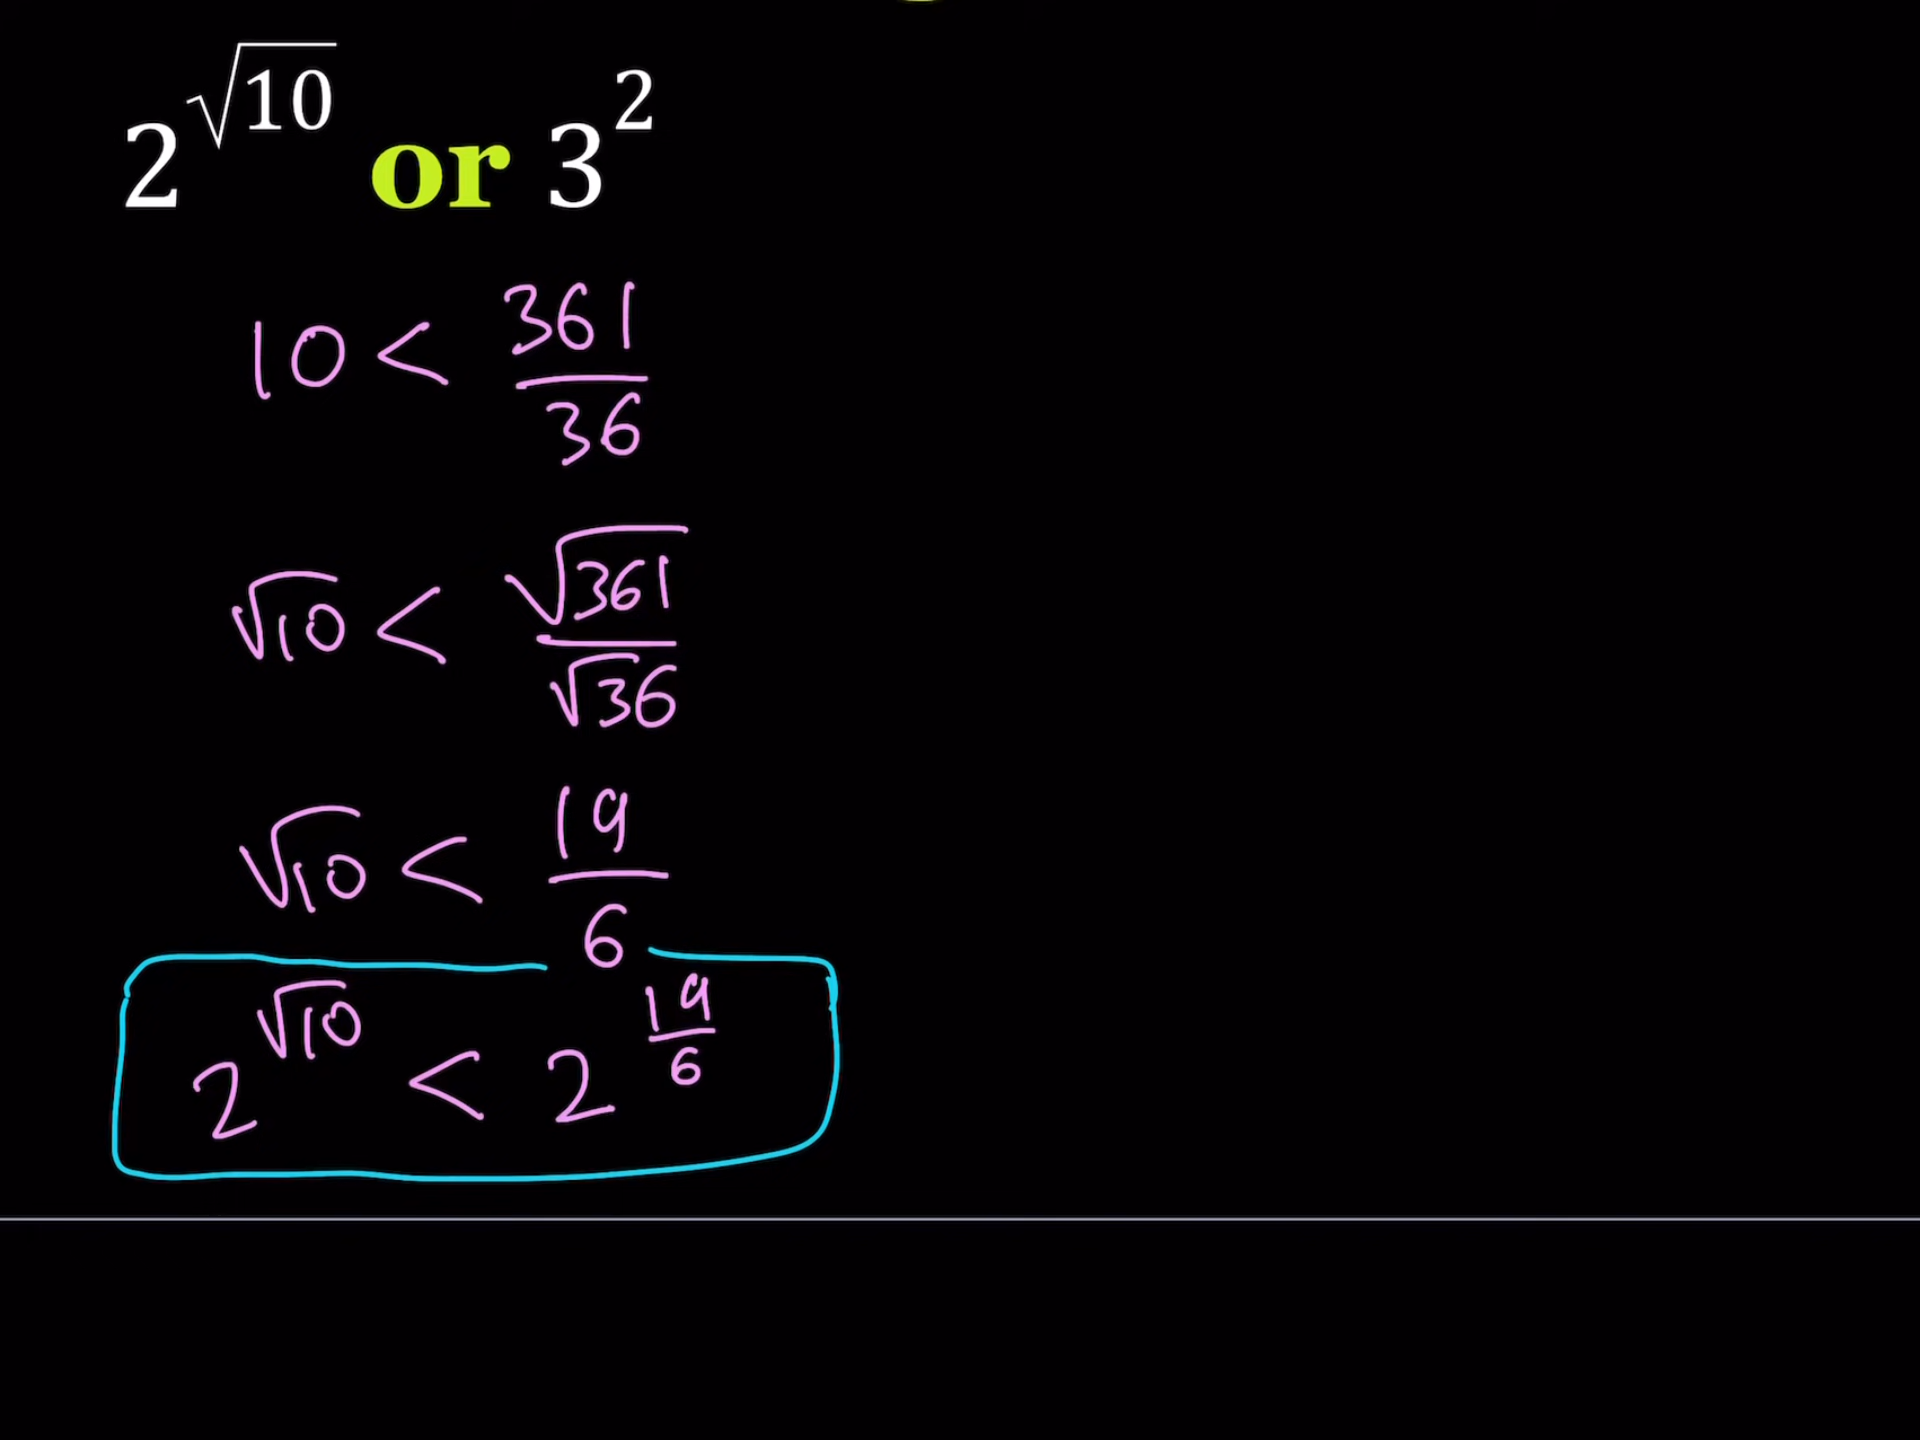 2^√10 or 3^2
10 < 361/36
√10 < √361/√36
√10 < 19/6
2^√10 < 2^19/6